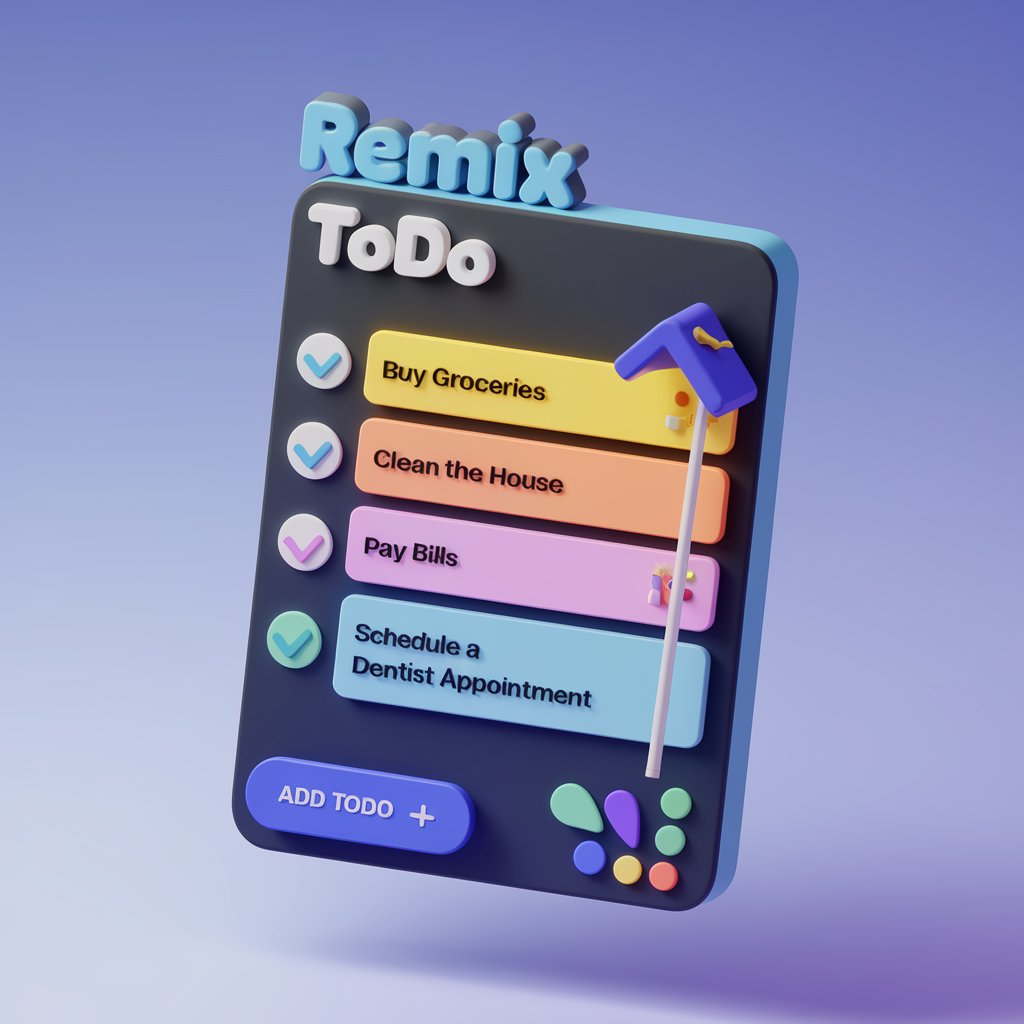 Remix
ToDo
Buy Groceries
Clean the House
Pay Bills
Schedule a
Dentist Appointment
ADD TODO +